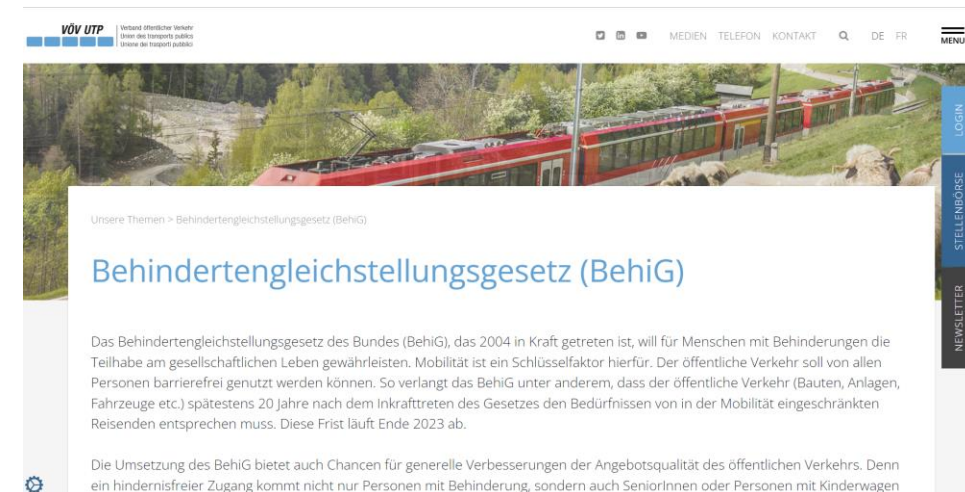 VÖV UTP
Verband öffentlicher Verkehr
Union des transports publics
Unione dei trasporti pubblici
MEDIEN TELEFON KONTAKT DE FR
MENU
LOGIN
STELLENBÖRSE
NEWSLETTER
Unsere Themen > Behindertengleichstellungsgesetz (BehiG)
Behindertengleichstellungsgesetz (BehiG)
Das Behindertengleichstellungsgesetz des Bundes (BehiG), das 2004 in Kraft getreten ist, will für Menschen mit Behinderungen die
Teilhabe am gesellschaftlichen Leben gewährleisten. Mobilität ist ein Schlüsselfaktor hierfür. Der öffentliche Verkehr soll von allen
Personen barrierefrei genutzt werden können. So verlangt das BehiG unter anderem, dass der öffentliche Verkehr (Bauten, Anlagen,
Fahrzeuge etc.) spätestens 20 Jahre nach dem Inkrafttreten des Gesetzes den Bedürfnissen von in der Mobilität eingeschränkten
Reisenden entsprechen muss. Diese Frist läuft Ende 2023 ab.
Die Umsetzung des BehiG bietet auch Chancen für generelle Verbesserungen der Angebotsqualität des öffentlichen Verkehrs. Denn
ein hindernisfreier Zugang kommt nicht nur Personen mit Behinderung, sondern auch SeniorInnen oder Personen mit Kinderwagen